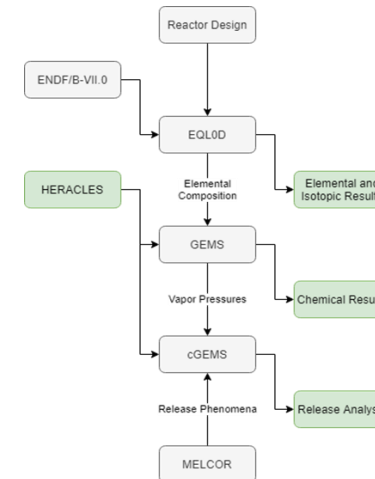 Reactor Design
ENDF/B-VII.0
EQL0D
Elemental
Composition
HERACLES
Elemental and
Isotopic Result
GEMS
Vapor Pressures
Chemical Resu
cGEMS
Release Phenomena
Release Analys
MELCOR